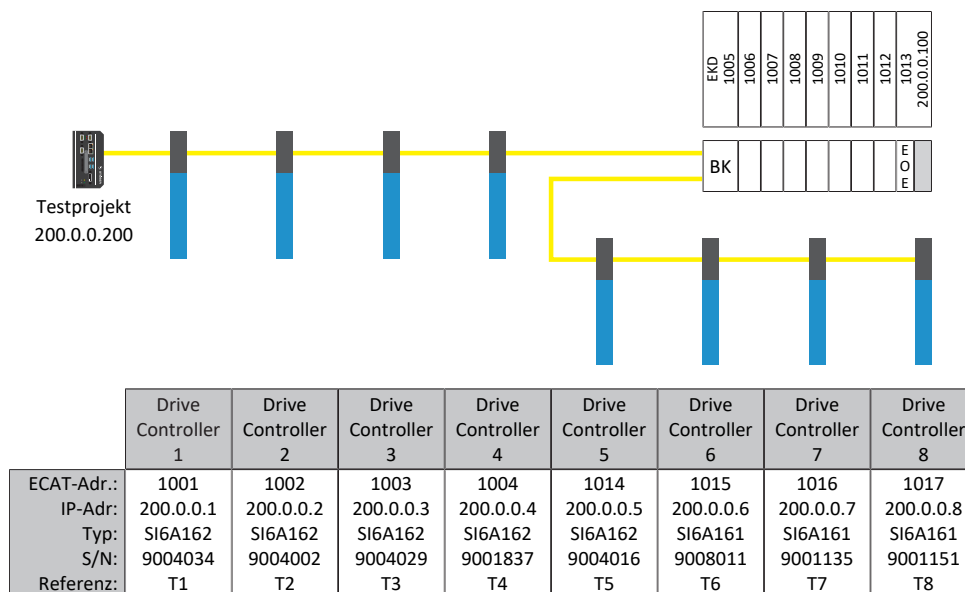 EKD
1005
1006
1007
1008
1009
1010
1011
1012
1013
200.0.0.100
BK
E
O
E
Testprojekt
200.0.0.200
Drive Drive Drive Drive Drive Drive Drive Drive
Controller Controller Controller Controller Controller Controller Controller Controller
1 2 3 4 5 6 7 8
ECAT-Adr.: 1001 1002 1003 1004 1014 1015 1016 1017
IP-Adr: 200.0.0.1 200.0.0.2 200.0.0.3 200.0.0.4 200.0.0.5 200.0.0.6 200.0.0.7 200.0.0.8
Typ: SI6A162 SI6A162 SI6A162 SI6A162 SI6A162 SI6A161 SI6A161 SI6A161
S/N: 9004034 9004002 9004029 9001837 9004016 9008011 9001135 9001151
Referenz: T1 T2 T3 T4 T5 T6 T7 T8